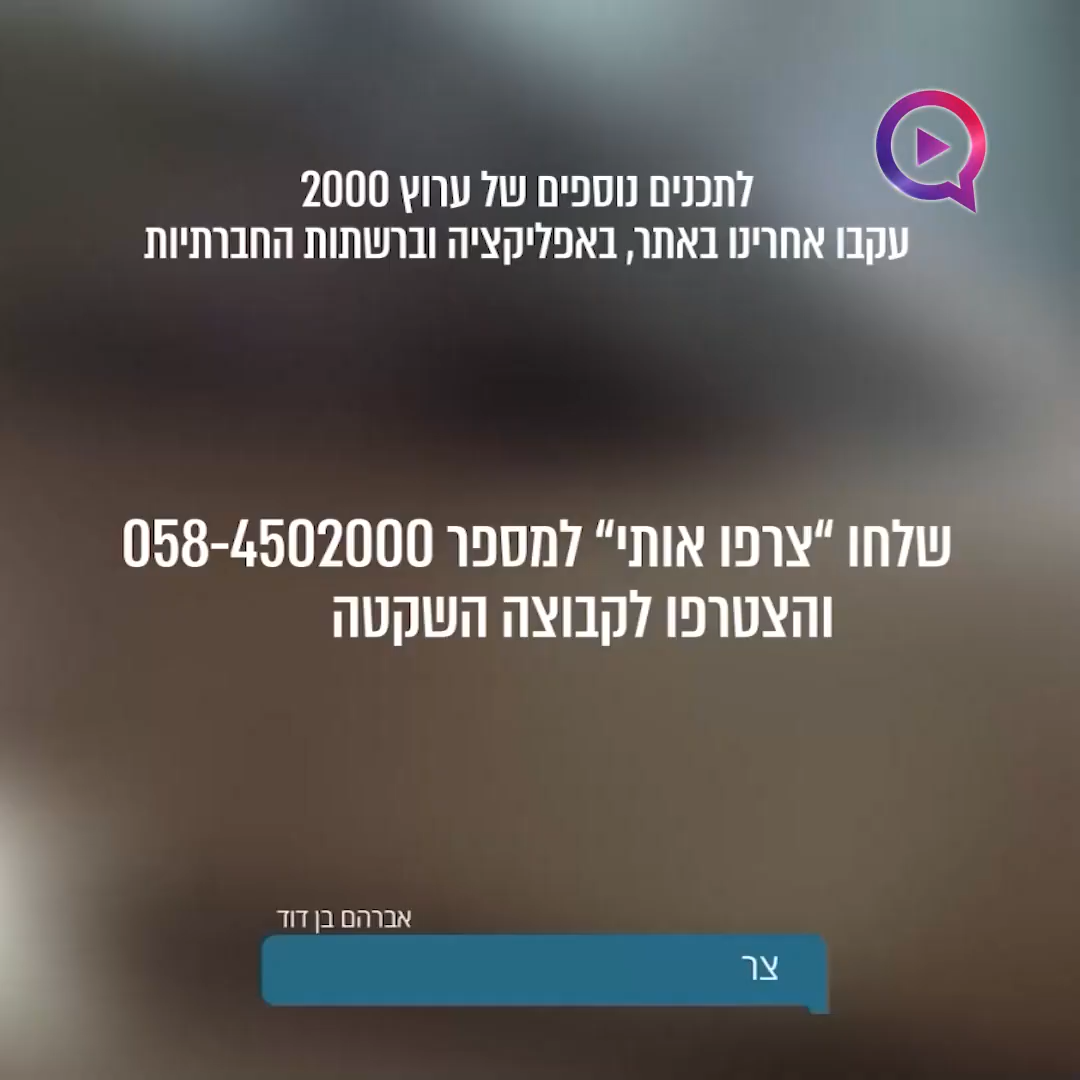 לתכנים נוספים של ערוץ 2000
עקבו אחרינו באתר, באפליקציה וברשתות החברתיות
שלחו “צרפו אותי“ למספר 058-4502000
והצטרפו לקבוצה השקטה
אברהם בן דוד
צר